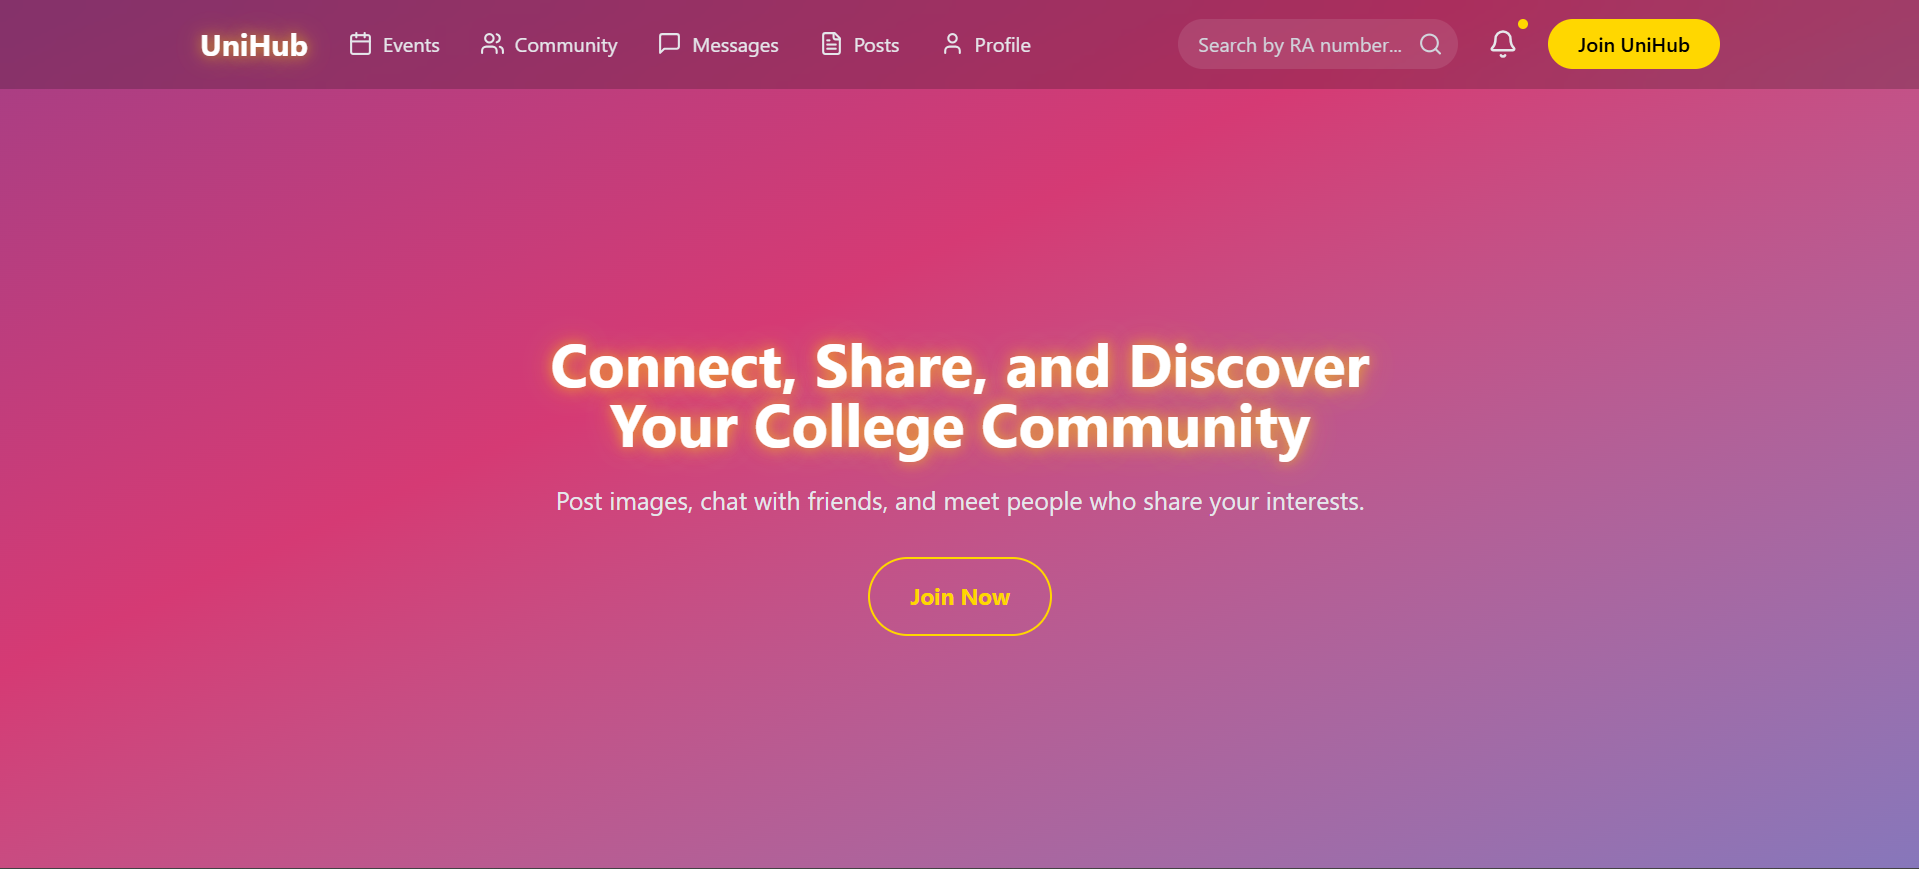 UniHub Events Community Messages Posts Profile Search by RA number... Join UniHub
Connect, Share, and Discover
Your College Community
Post images, chat with friends, and meet people who share your interests.
Join Now